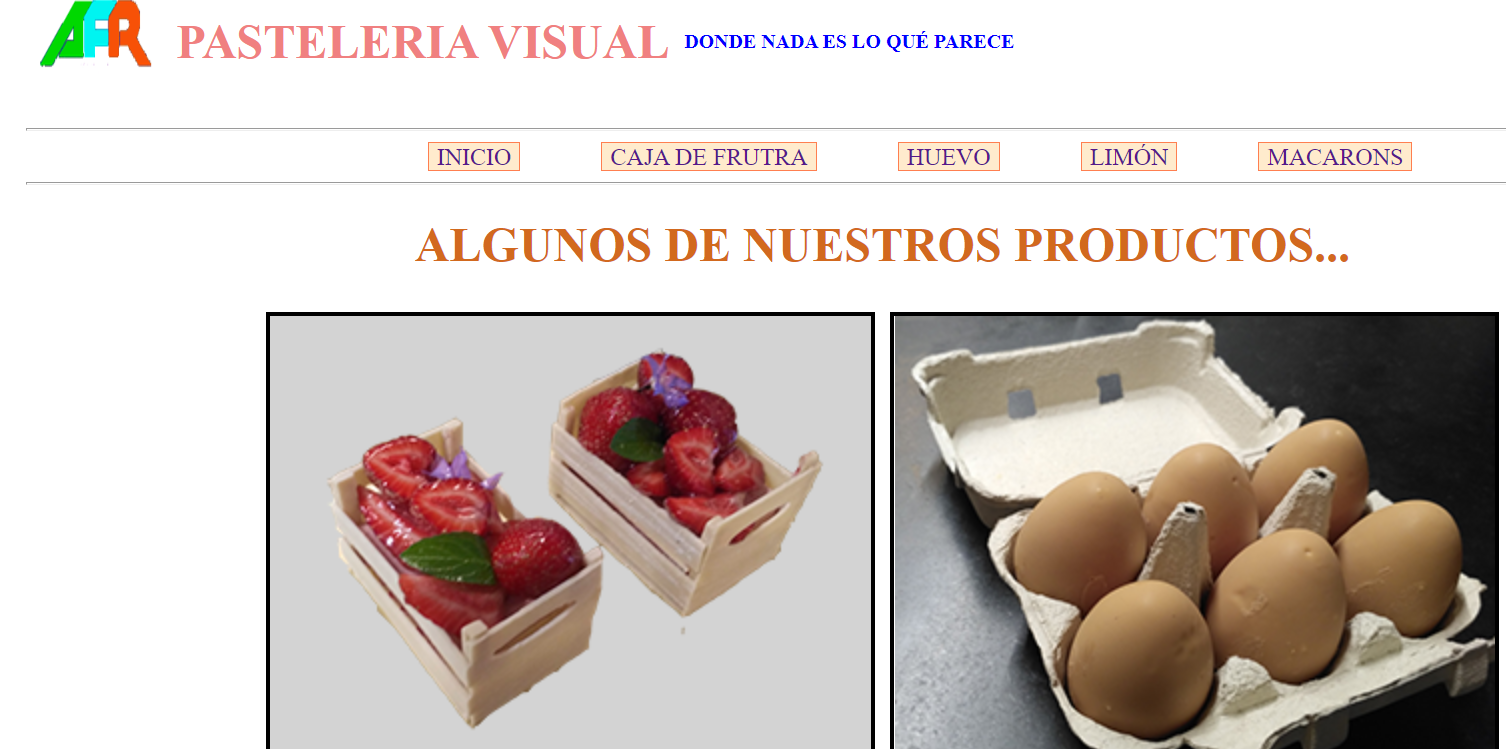 AFR
PASTELERIA VISUAL DONDE NADA ES LO QUÉ PARECE
INICIO CAJA DE FRUTRA HUEVO LIMÓN MACARONS
ALGUNOS DE NUESTROS PRODUCTOS...